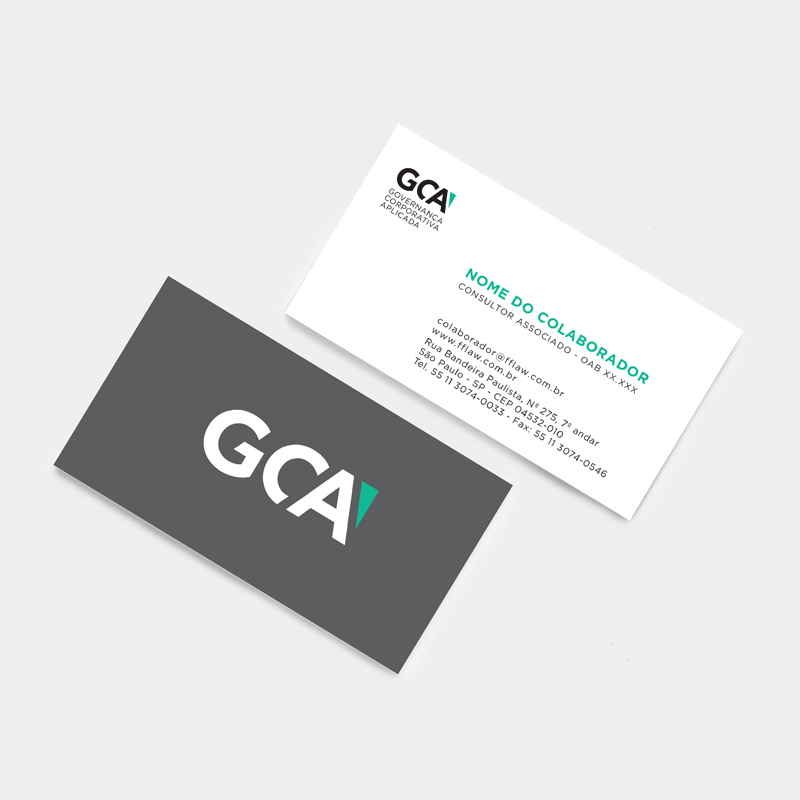 GCA
GOVERNANÇA
CORPORATIVA
APLICADA
NOME DO COLABORADOR
CONSULTOR ASSOCIADO - OAB XX.XXX
colaborador@fflaw.com.br
www.fflaw.com.br
Rua Bandeira Paulista, Nº 275, 7º andar
São Paulo - SP - CEP 04532-010
Tel. 55 11 3074-0033 - Fax: 55 11 3074-0546
GCA